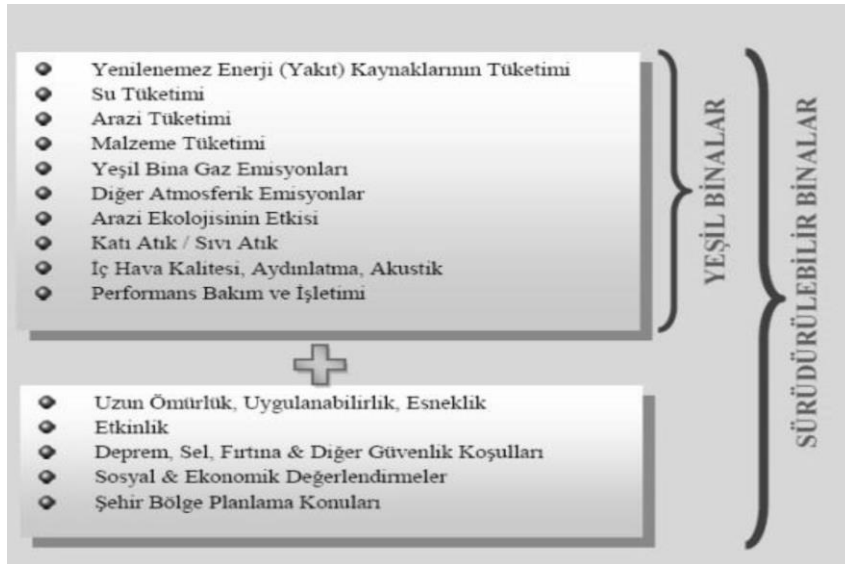 Yenilenemez Enerji (Yakıt) Kaynaklarının Tüketimi
Su Tüketimi
Arazi Tüketimi
Malzeme Tüketimi
Yeşil Bina Gaz Emisyonları
Diğer Atmosferik Emisyonlar
Arazi Ekolojisinin Etkisi
Katı Atık / Sıvı Atık
İç Hava Kalitesi, Aydınlatma, Akustik
Performans Bakım ve İşletimi
YEŞİL BİNALAR
SÜRÜDÜRÜLEBİLİR BİNALAR
Uzun Ömürlük, Uygulanabilirlik, Esneklik
Etkinlik
Deprem, Sel, Fırtına & Diğer Güvenlik Koşulları
Sosyal & Ekonomik Değerlendirmeler
Şehir Bölge Planlama Konuları